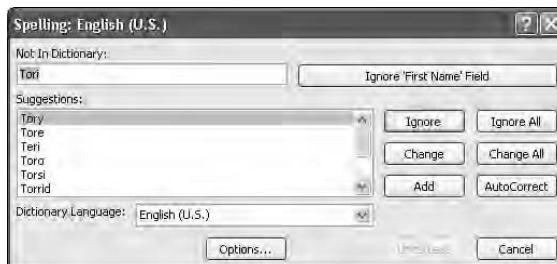 Spelling: English (U.S.)
Not In Dictionary:
Tori
Ignore 'First Name' Field
Suggestions:
Tory
Tore
Teri
Toro
Torsi
Torrid
Ignore
Ignore All
Change
Change All
Add
AutoCorrect
Dictionary Language:
English (U.S.)
Options...
Cancel